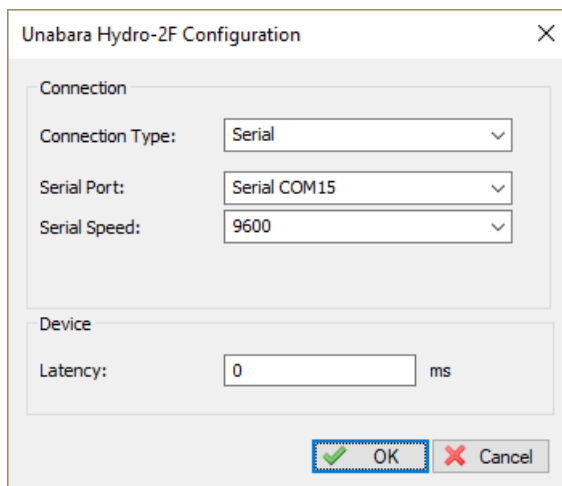 Unabara Hydro-2F Configuration
Connection
Connection Type: Serial
Serial Port: Serial COM15
Serial Speed: 9600
Device
Latency: 0 ms
OK Cancel